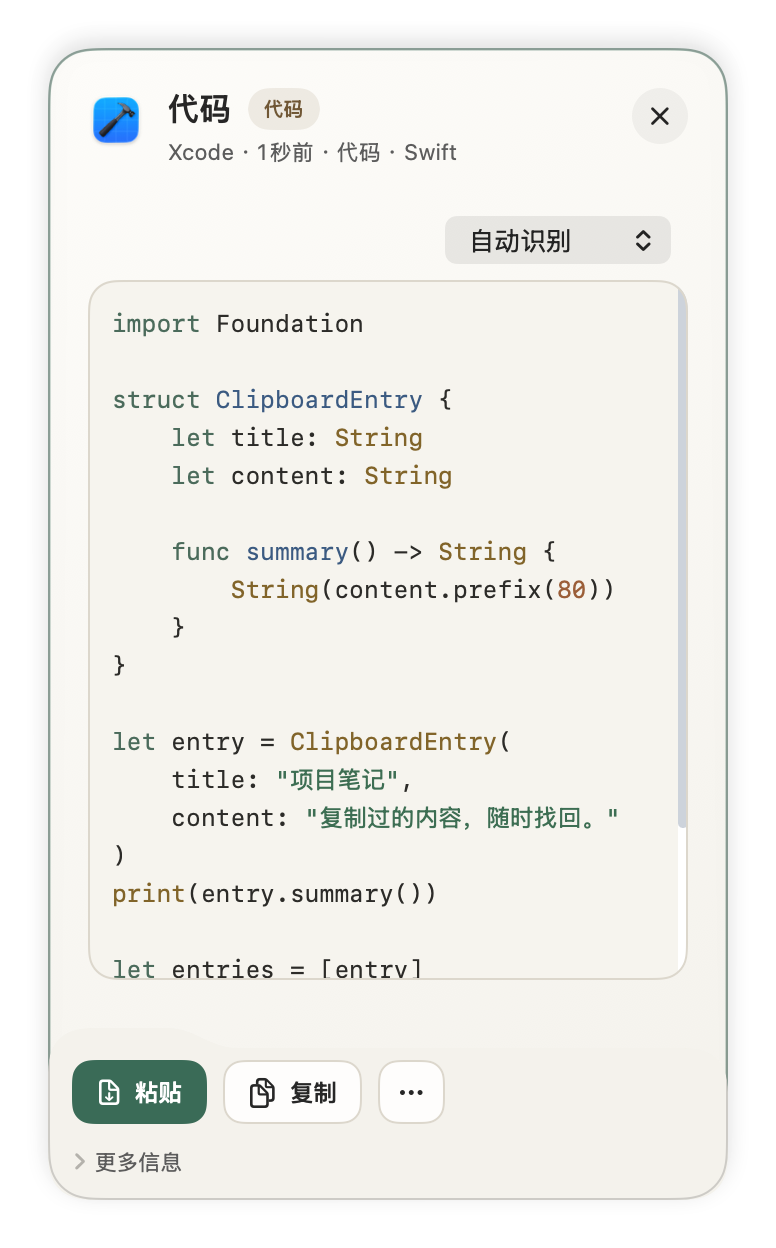 代码 代码
Xcode · 1秒前 · 代码 · Swift
自动识别
import Foundation
struct ClipboardEntry {
    let title: String
    let content: String
    func summary() -> String {
        String(content.prefix(80))
    }
}
let entry = ClipboardEntry(
    title: "项目笔记",
    content: "复制过的内容，随时找回。"
)
print(entry.summary())
let entries = [entry]
粘贴 复制 ···
更多信息